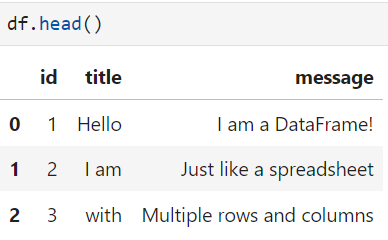 df.head()
id title message
0 1 Hello I am a DataFrame!
1 2 I am Just like a spreadsheet
2 3 with Multiple rows and columns